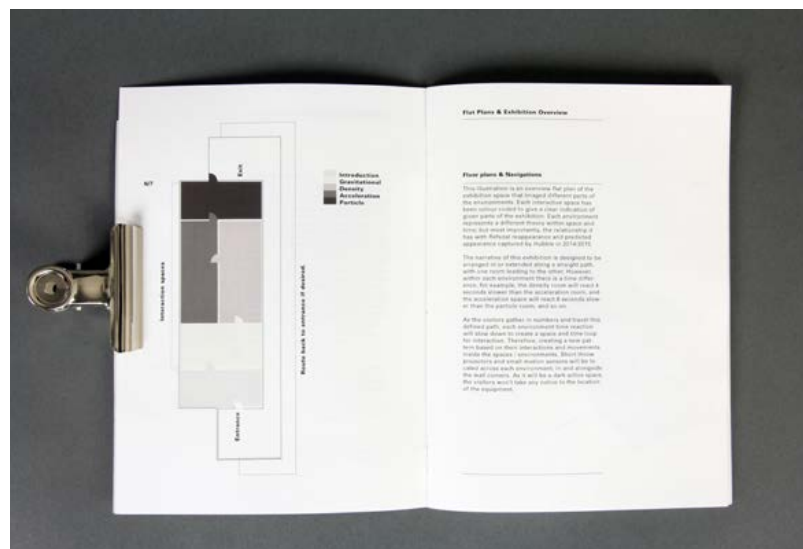 N/T
Exit
Introduction
Gravitational
Density
Acceleration
Particle
Interaction spaces
Route back to entrance if desired.
Entrance
Flat Plans & Exhibition Overview
Floor plans & Navigations
This illustration is an overview flat plan of the
exhibition space that triaged different parts of
the environments. Each interactive space has
been colour coded to give a clear indication of
given parts of the exhibition. Each environment
represents a different theory within space and
time, but most importantly, the relationship it
has with Refsdal reappearance and predicted
appearance captured by Hubble in 2014-2015.
The narrative of this exhibition is designed to be
arranged in or extended along a straight path,
with one room leading to the other. However,
within each environment there is a time differ-
ence, for example, the density room will react 4
seconds slower than the acceleration room, and
the acceleration space will react 8 seconds slow-
er than the particle room, and so on.
As the visitors gather in numbers and travel this
defined path, each environment time reaction
will slow down to create a space and time loop
for interaction. Therefore, creating a new pat-
tern based on their interactions and movements
inside the spaces / environments. Short throw
projectors and small motion sensors will be lo-
cated across each environment, in and alongside
the wall corners. As it will be a dark active space,
the visitors won't take any notice to the location
of the equipment.